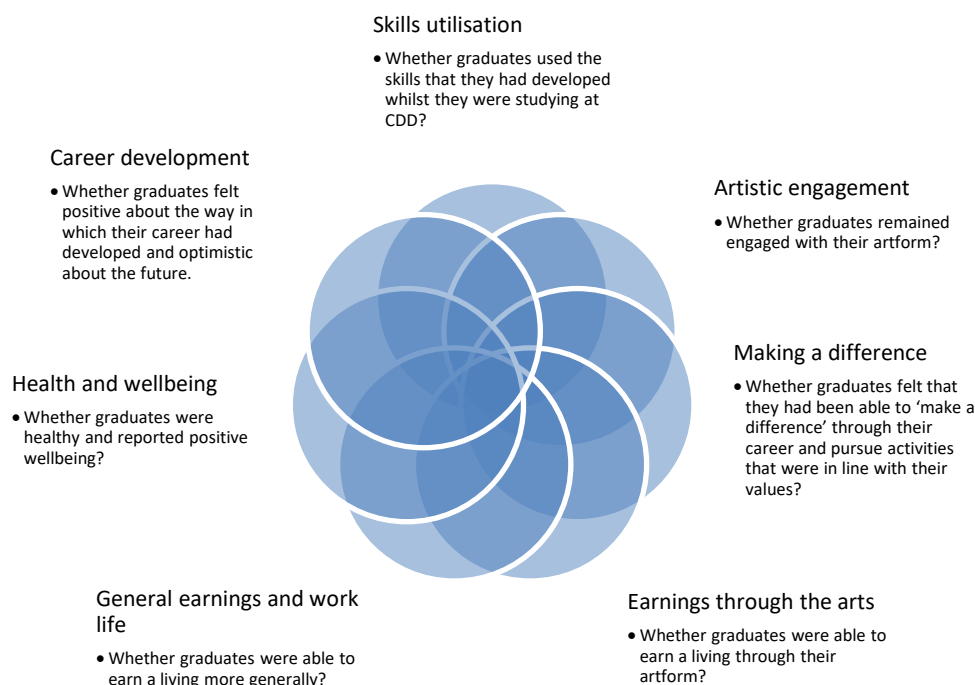 Skills utilisation
• Whether graduates used the
skills that they had developed
whilst they were studying at
CDD?
Artistic engagement
• Whether graduates remained
engaged with their artform?
Making a difference
• Whether graduates felt that
they had been able to ‘make a
difference’ through their
career and pursue activities
that were in line with their
values?
Earnings through the arts
• Whether graduates were able to
earn a living through their
artform?
General earnings and work
life
• Whether graduates were able to
earn a living more generally?
Health and wellbeing
• Whether graduates were
healthy and reported positive
wellbeing?
Career development
• Whether graduates felt
positive about the way in
which their career had
developed and optimistic
about the future.